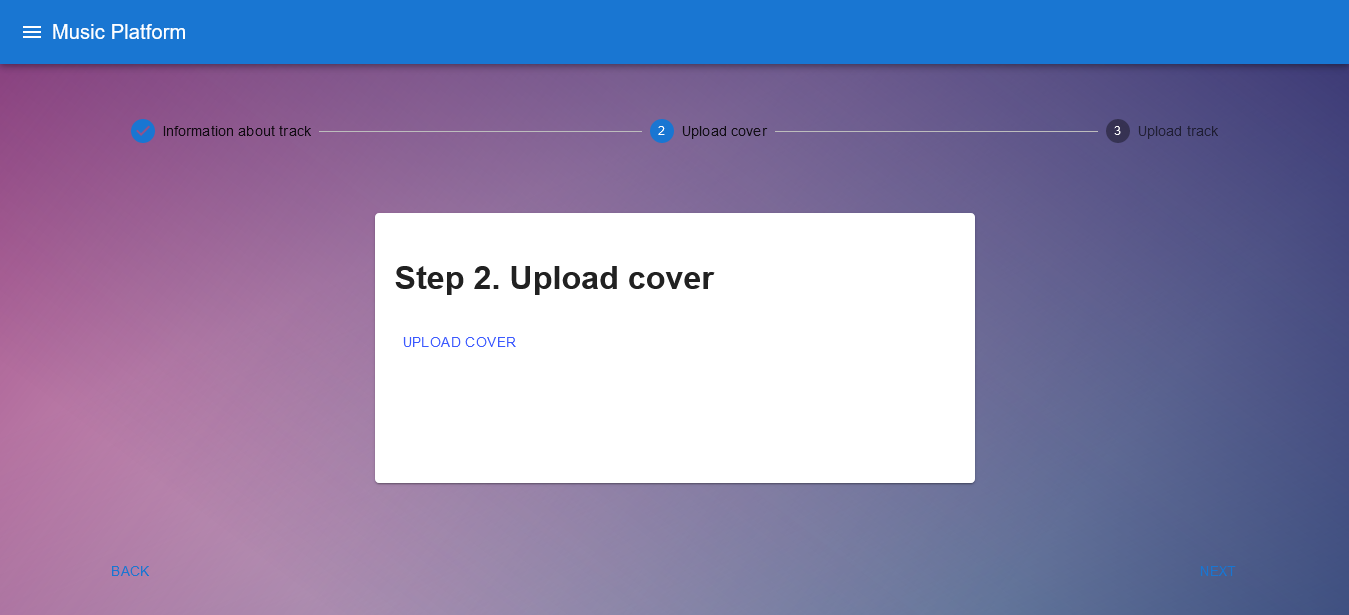 Music Platform
Information about track
2 Upload cover
3 Upload track
Step 2. Upload cover
UPLOAD COVER
BACK
NEXT